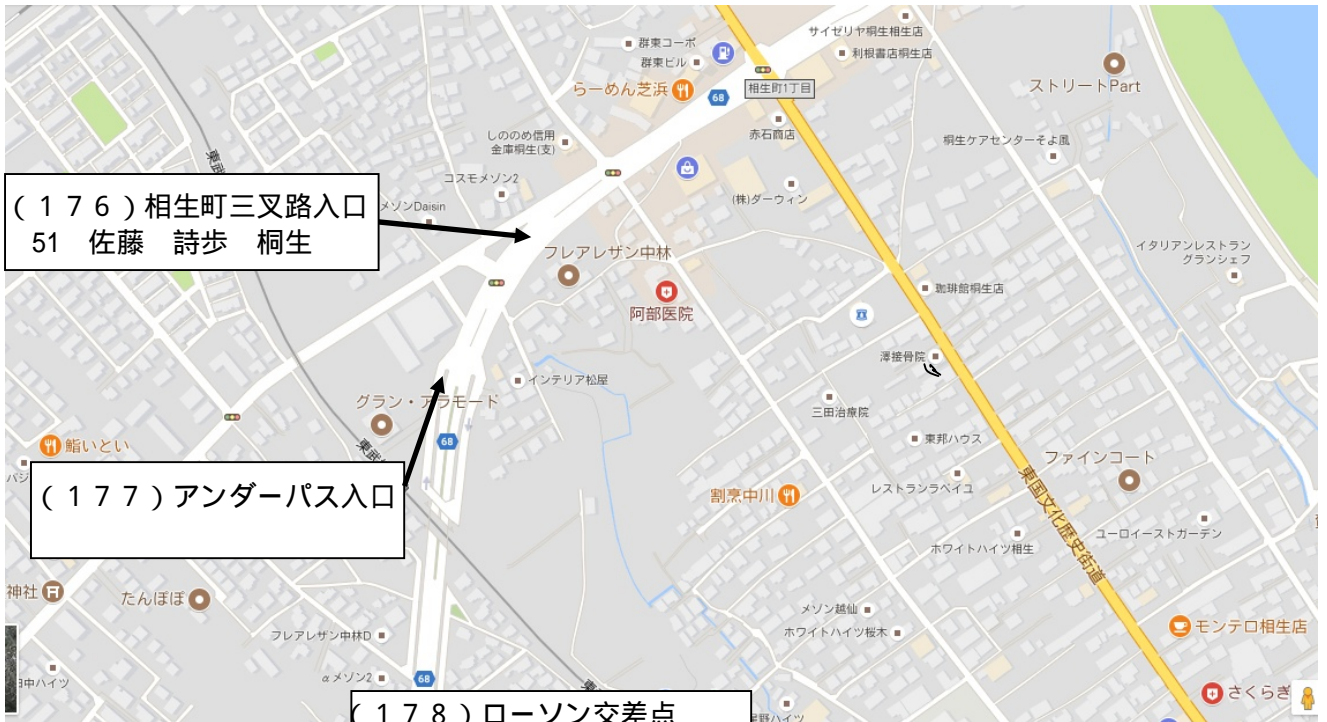 サイゼリヤ桐生相生店
群東コーポ
利根書店桐生店
群東ビル
らーめん芝浜
68
相生町1丁目
ストリートPart
赤石商店
しののめ信用
金庫桐生(支)
桐生ケアセンターそよ風
コスモメゾン2
(株)ダーウィン
(176)相生町三叉路入口
51 佐藤 詩歩 桐生
メゾンDaisin
フレアレザン中林
イタリアンレストラン
グランシェフ
珈琲館桐生店
阿部医院
澤接骨院
インテリア松屋
グラン・アラモード
三田治療院
68
鮨いとい
東邦ハウス
ファインコート
(177)アンダーパス入口
レストランラベイユ
割烹中川
東国文化歴史街道
ユーロイーストガーデン
ホワイトハイツ相生
神社
たんぽぽ
メゾン越仙
ホワイトハイツ桜木
モンテロ相生店
フレアレザン中林D
αメゾン2
68
田中ハイツ
さくらぎ
(178)ローソン交差点